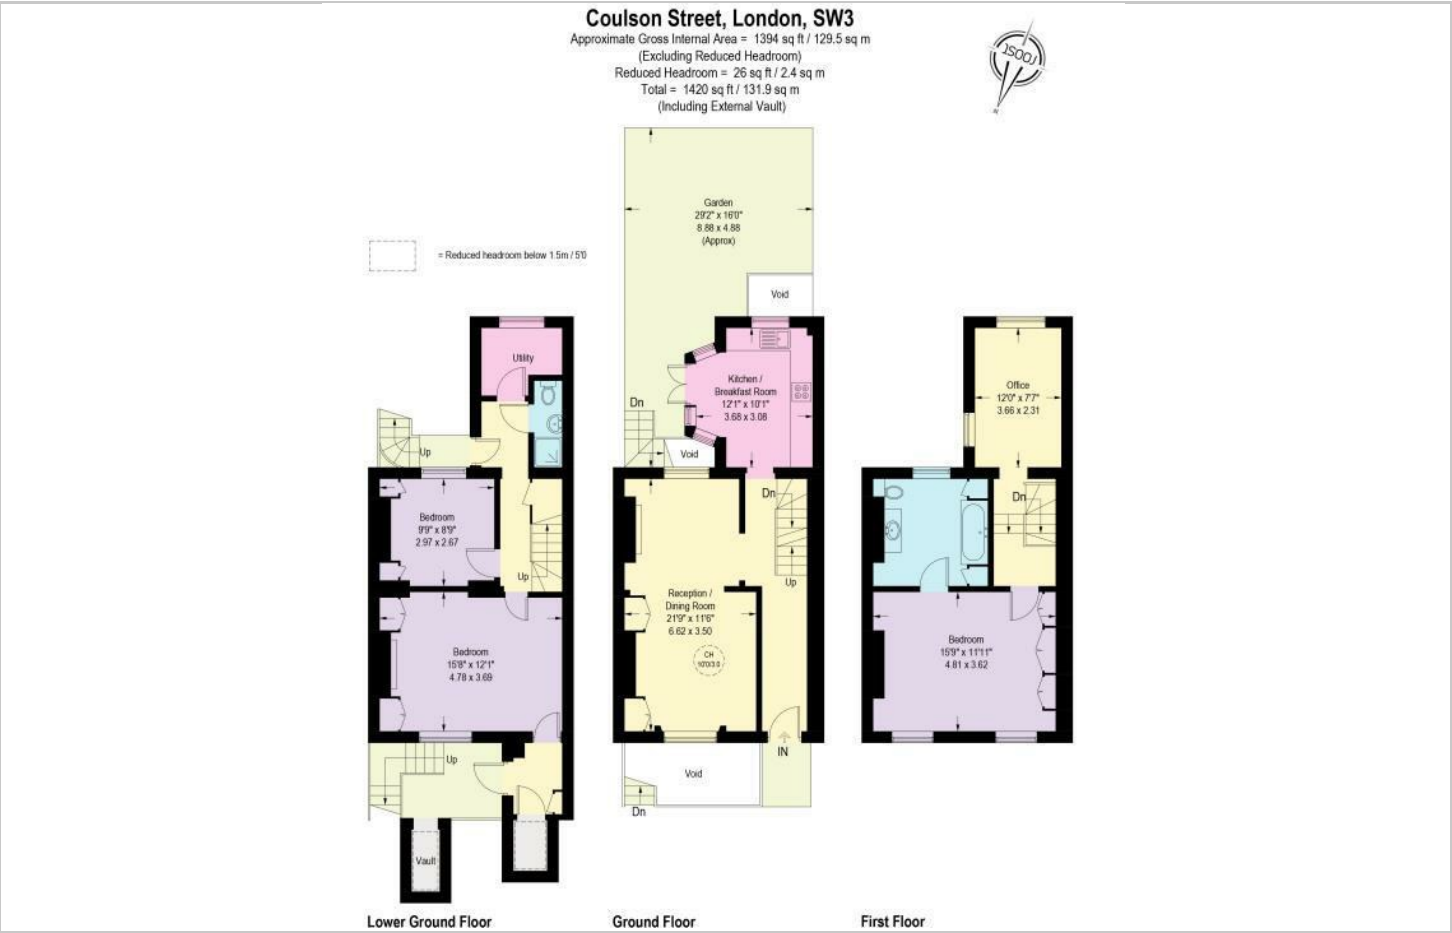 Coulson Street, London, SW3
Approximate Gross Internal Area = 1394 sq ft / 129.5 sq m
(Excluding Reduced Headroom)
Reduced Headroom = 26 sq ft / 2.4 sq m
Total = 1420 sq ft / 131.9 sq m
(Including External Vault)
ROOST
N
= Reduced headroom below 1.5m / 5'0
Utility
Up
Bedroom
9'9" x 8'9"
2.97 x 2.67
Up
Bedroom
15'8" x 12'1"
4.78 x 3.69
Up
Vault
Lower Ground Floor
Garden
29'2" x 16'0"
8.88 x 4.88
(Approx)
Void
Kitchen /
Breakfast Room
12'1" x 10'1"
3.68 x 3.08
Dn
Void
Dn
Up
Reception /
Dining Room
21'9" x 11'6"
6.62 x 3.50
CH
10'0/3.0
IN
Void
Dn
Ground Floor
Office
12'0" x 7'7"
3.66 x 2.31
Dn
Bedroom
15'9" x 11'11"
4.81 x 3.62
First Floor